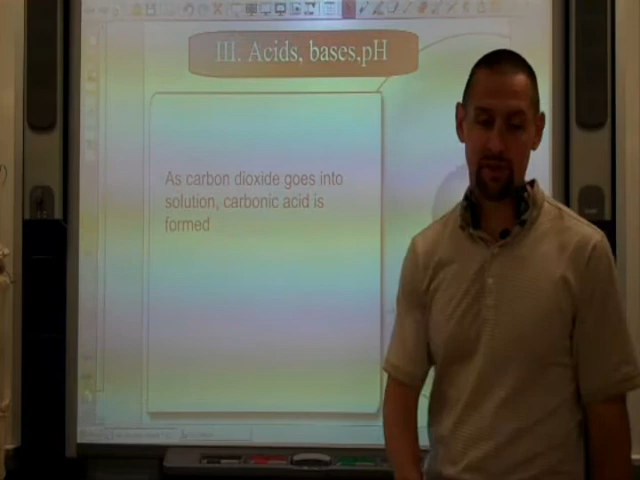 III. Acids, bases,pH
As carbon dioxide goes into
solution, carbonic acid is
formed